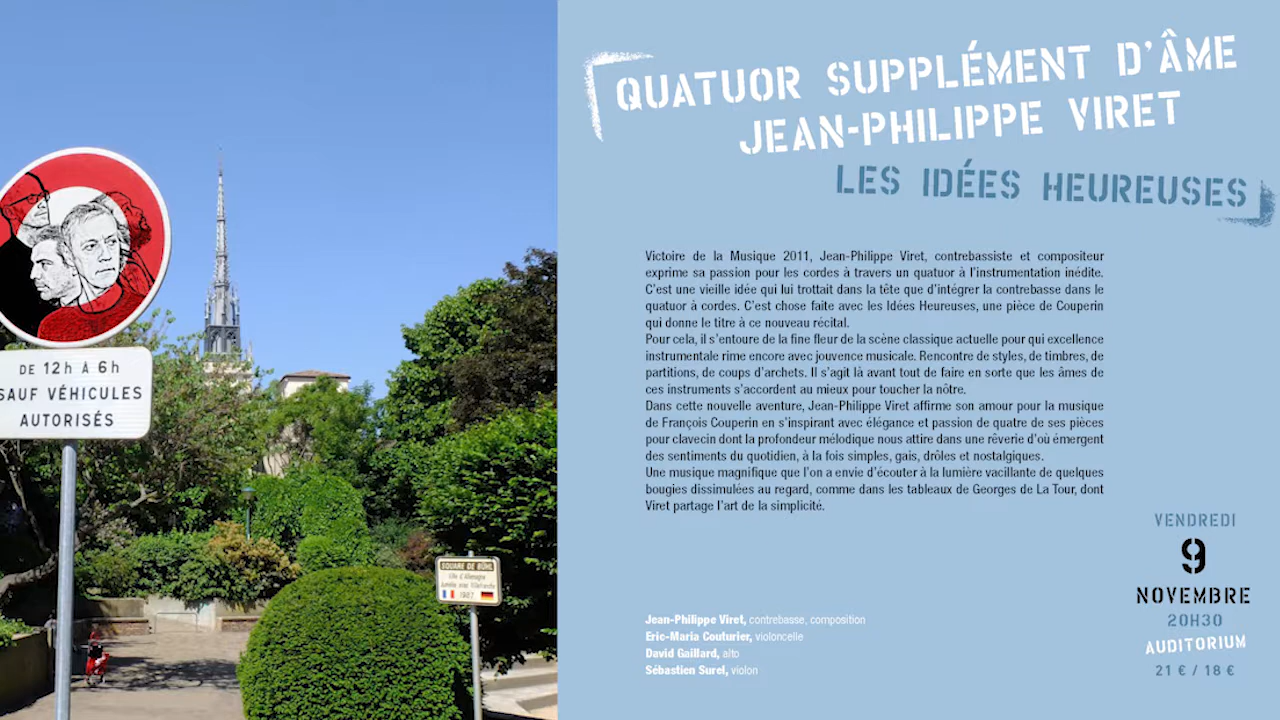 DE 12h À 6h
SAUF VÉHICULES
AUTORISÉS
SQUARE DE BÜHL
Ville d'Allemagne
Jumelée avec Villefranche
1987
QUATUOR SUPPLÉMENT D'ÂME
JEAN-PHILIPPE VIRET
LES IDÉES HEUREUSES
Victoire de la Musique 2011, Jean-Philippe Viret, contrebassiste et compositeur
exprime sa passion pour les cordes à travers un quatuor à l'instrumentation inédite.
C'est une vieille idée qui lui trottait dans la tête que d'intégrer la contrebasse dans le
quatuor à cordes. C'est chose faite avec les Idées Heureuses, une pièce de Couperin
qui donne le titre à ce nouveau récital.
Pour cela, il s'entoure de la fine fleur de la scène classique actuelle pour qui excellence
instrumentale rime encore avec jouvence musicale. Rencontre de styles, de timbres, de
partitions, de coups d'archets. Il s'agit là avant tout de faire en sorte que les âmes de
ces instruments s'accordent au mieux pour toucher la nôtre.
Dans cette nouvelle aventure, Jean-Philippe Viret affirme son amour pour la musique
de François Couperin en s'inspirant avec élégance et passion de quatre de ses pièces
pour clavecin dont la profondeur mélodique nous attire dans une rêverie d'où émergent
des sentiments du quotidien, à la fois simples, gais, drôles et nostalgiques.
Une musique magnifique que l'on a envie d'écouter à la lumière vacillante de quelques
bougies dissimulées au regard, comme dans les tableaux de Georges de La Tour, dont
Viret partage l'art de la simplicité.
Jean-Philippe Viret, contrebasse, composition
Eric-Maria Couturier, violoncelle
David Gaillard, alto
Sébastien Surel, violon
VENDREDI
9
NOVEMBRE
20H30
AUDITORIUM
21 € / 18 €